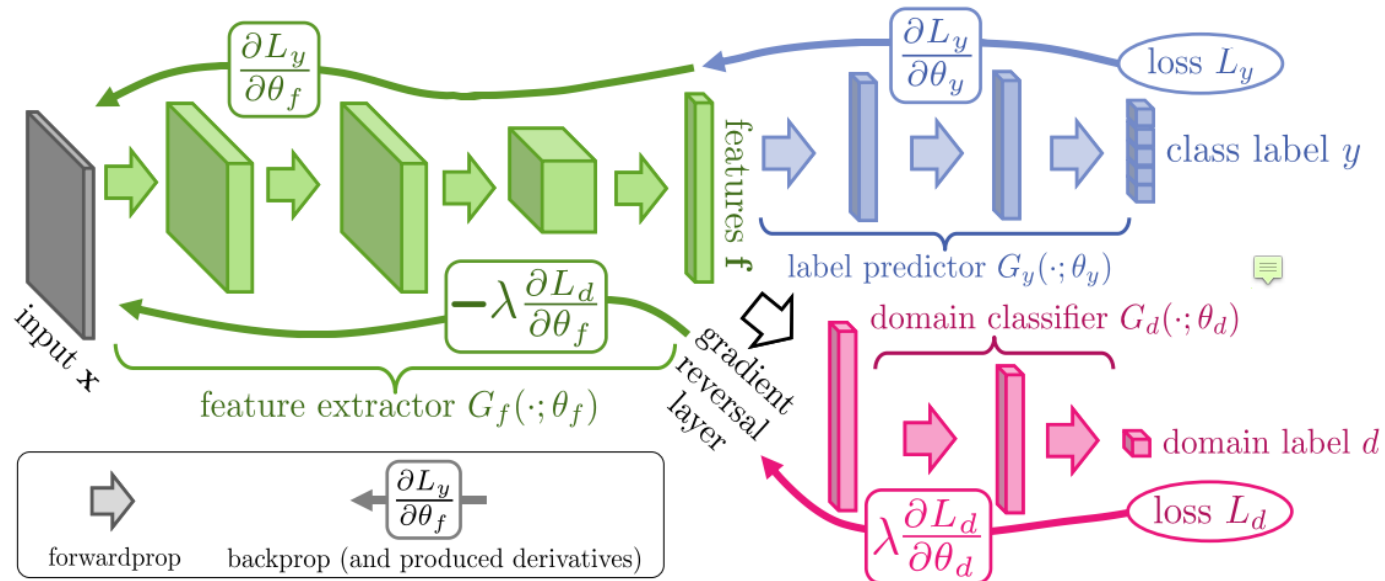 ∂L_y/∂θ_f
∂L_y/∂θ_y
loss L_y
features f
class label y
label predictor G_y(·; θ_y)
−λ ∂L_d/∂θ_f
input x
feature extractor G_f(·; θ_f)
gradient
reversal
layer
domain classifier G_d(·; θ_d)
domain label d
λ ∂L_d/∂θ_d
loss L_d
∂L_y/∂θ_f
forwardprop
backprop (and produced derivatives)